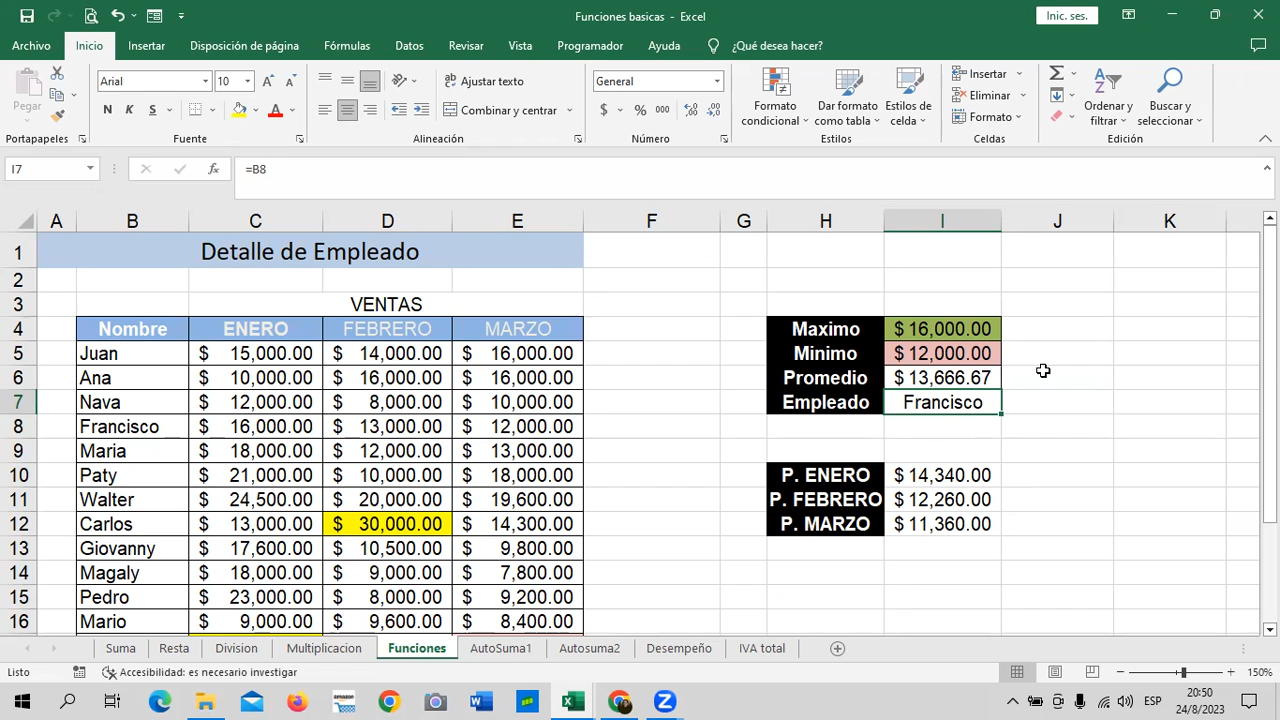 Funciones basicas - Excel
Inic. ses.
Archivo Inicio Insertar Disposición de página Fórmulas Datos Revisar Vista Programador Ayuda ¿Qué desea hacer?
Pegar
Arial 10
N K S
Ajustar texto
Combinar y centrar
General
$ % 000
Formato condicional
Dar formato como tabla
Estilos de celda
Insertar
Eliminar
Formato
Ordenar y filtrar
Buscar y seleccionar
Portapapeles Fuente Alineación Número Estilos Celdas Edición
I7 fx =B8
A B C D E F G H I J K
1 Detalle de Empleado
2
3 VENTAS
4 Nombre ENERO FEBRERO MARZO Maximo $ 16,000.00
5 Juan $ 15,000.00 $ 14,000.00 $ 16,000.00 Minimo $ 12,000.00
6 Ana $ 10,000.00 $ 16,000.00 $ 16,000.00 Promedio $ 13,666.67
7 Nava $ 12,000.00 $ 8,000.00 $ 10,000.00 Empleado Francisco
8 Francisco $ 16,000.00 $ 13,000.00 $ 12,000.00
9 Maria $ 18,000.00 $ 12,000.00 $ 13,000.00
10 Paty $ 21,000.00 $ 10,000.00 $ 18,000.00 P. ENERO $ 14,340.00
11 Walter $ 24,500.00 $ 20,000.00 $ 19,600.00 P. FEBRERO $ 12,260.00
12 Carlos $ 13,000.00 $ 30,000.00 $ 14,300.00 P. MARZO $ 11,360.00
13 Giovanny $ 17,600.00 $ 10,500.00 $ 9,800.00
14 Magaly $ 18,000.00 $ 9,000.00 $ 7,800.00
15 Pedro $ 23,000.00 $ 8,000.00 $ 9,200.00
16 Mario $ 9,000.00 $ 9,600.00 $ 8,400.00
Suma Resta Division Multiplicacion Funciones AutoSuma1 Autosuma2 Desempeño IVA total
Listo Accesibilidad: es necesario investigar 150%
ESP
20:50
24/8/2023